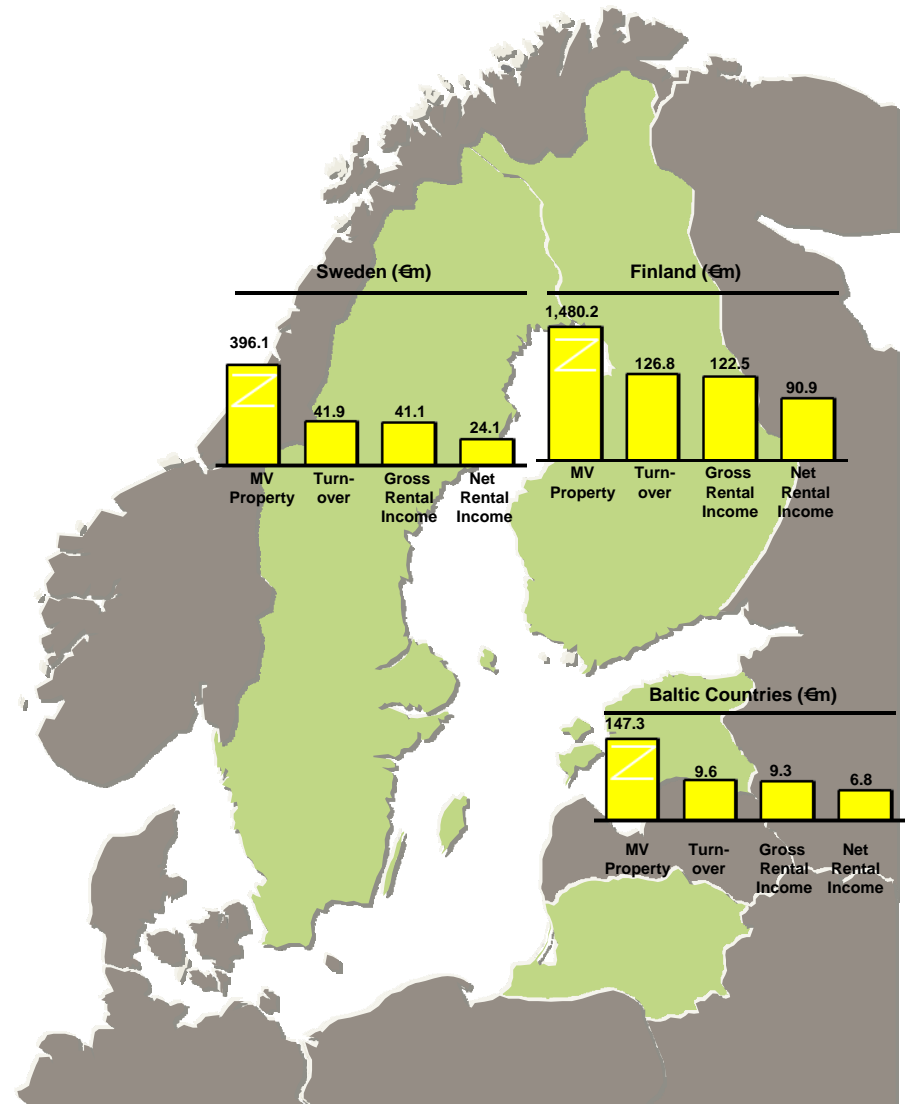 Sweden (€m)
396.1
41.9
41.1
24.1
MV
Property
Turn-
over
Gross
Rental
Income
Net
Rental
Income
Finland (€m)
1,480.2
126.8
122.5
90.9
MV
Property
Turn-
over
Gross
Rental
Income
Net
Rental
Income
Baltic Countries (€m)
147.3
9.6
9.3
6.8
MV
Property
Turn-
over
Gross
Rental
Income
Net
Rental
Income